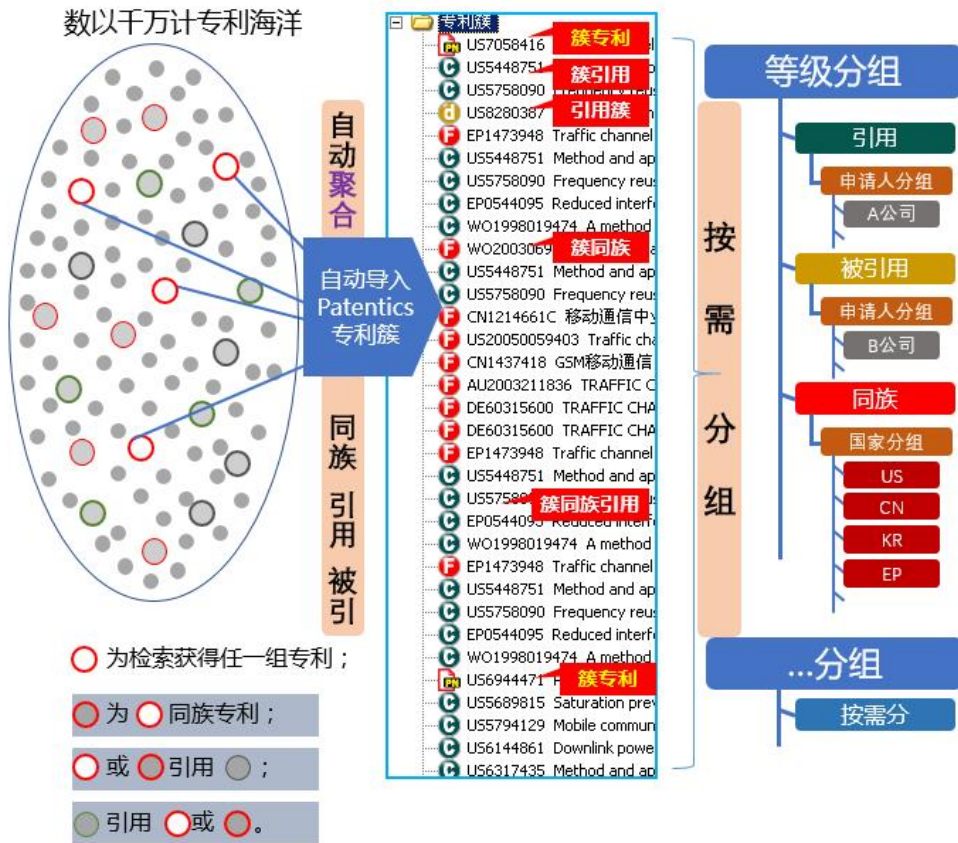 数以千万计专利海洋
自动聚合
自动导入
Patentics
专利簇
同族 引用 被引
为检索获得任一组专利；
为 同族专利；
或 引用 ；
引用 或 。
专利簇
US7058416 簇专利
US5448751 簇引用
US5758090 Frequency reus
US8280387 引用簇
EP1473948 Traffic channel
US5448751 Method and ap
US5758090 Frequency reus
EP0544095 Reduced interfe
WO1998019474 A method
WO2003069 簇同族
US5448751 Method and ap
US5758090 Frequency reus
CN1214661C 移动通信中
US20050059403 Traffic cha
CN1437418 GSM移动通信
AU2003211836 TRAFFIC C
DE60315600 TRAFFIC CHA
DE60315600 TRAFFIC CHA
EP1473948 Traffic channel
US5448751 Method and ap
US5758 簇同族引用
EP0544095 Reduced interfe
WO1998019474 A method
EP1473948 Traffic channel
US5448751 Method and ap
US5758090 Frequency reus
EP0544095 Reduced interfe
WO1998019474 A method
US6944471 簇专利
US5689815 Saturation prev
US5794129 Mobile commun
US6144861 Downlink powe
US6317435 Method and ap
按需分组
等级分组
引用
申请人分组
A公司
被引用
申请人分组
B公司
同族
国家分组
US
CN
KR
EP
...分组
按需分